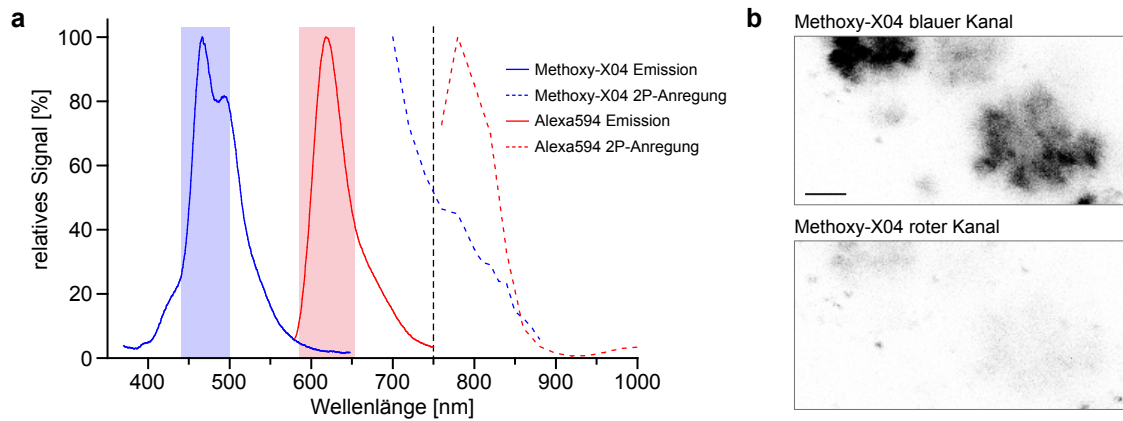 a
relatives Signal [%]
100
80
60
40
20
0
400 500 600 700 800 900 1000
Wellenlänge [nm]
Methoxy-X04 Emission
Methoxy-X04 2P-Anregung
Alexa594 Emission
Alexa594 2P-Anregung
b
Methoxy-X04 blauer Kanal
Methoxy-X04 roter Kanal